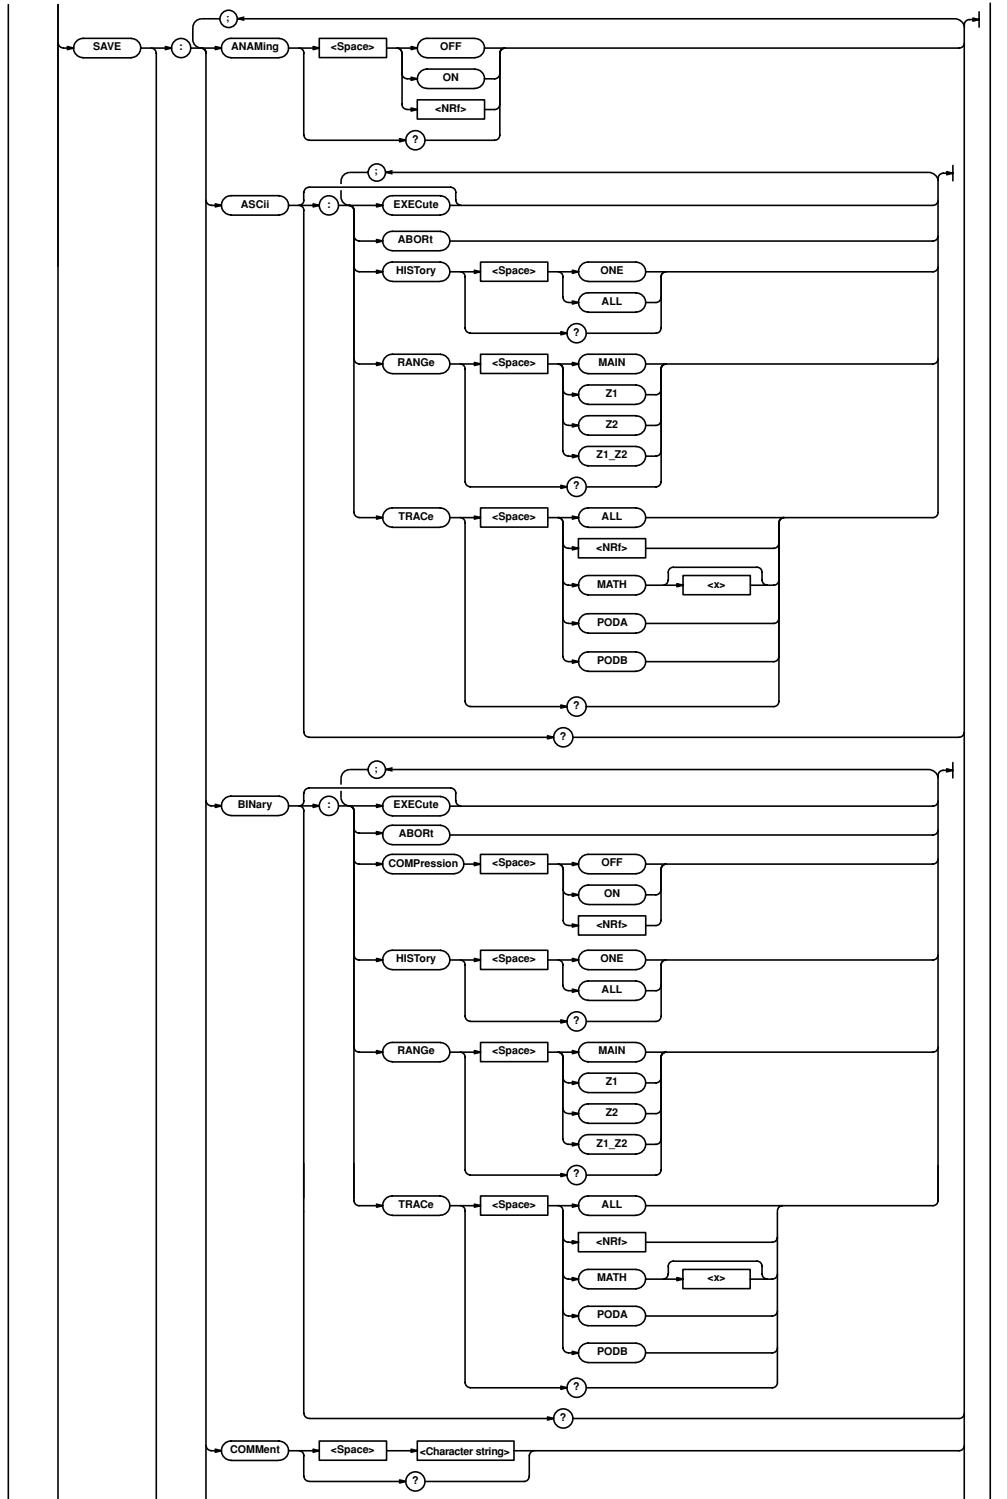 ;
SAVE : ANAMing <Space> OFF
ON
<NRf>
?
;
ASCii : EXECute
ABORt
HISTory <Space> ONE
ALL
?
RANGe <Space> MAIN
Z1
Z2
Z1_Z2
?
TRACe <Space> ALL
<NRf>
MATH <x>
PODA
PODB
?
?
;
BINary : EXECute
ABORt
COMPression <Space> OFF
ON
<NRf>
HISTory <Space> ONE
ALL
?
RANGe <Space> MAIN
Z1
Z2
Z1_Z2
?
TRACe <Space> ALL
<NRf>
MATH <x>
PODA
PODB
?
?
COMMent <Space> <Character string>
?